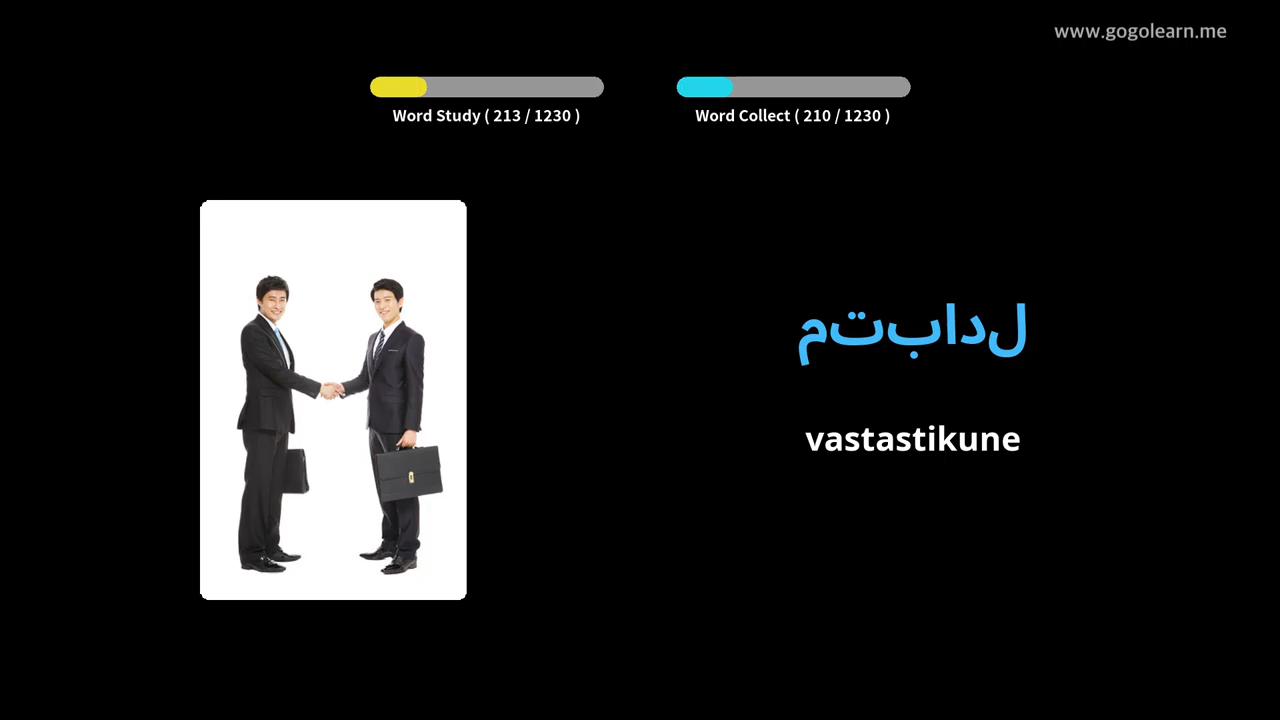 www.gogolearn.me
Word Study ( 213 / 1230 )
Word Collect ( 210 / 1230 )
متبادل
vastastikune